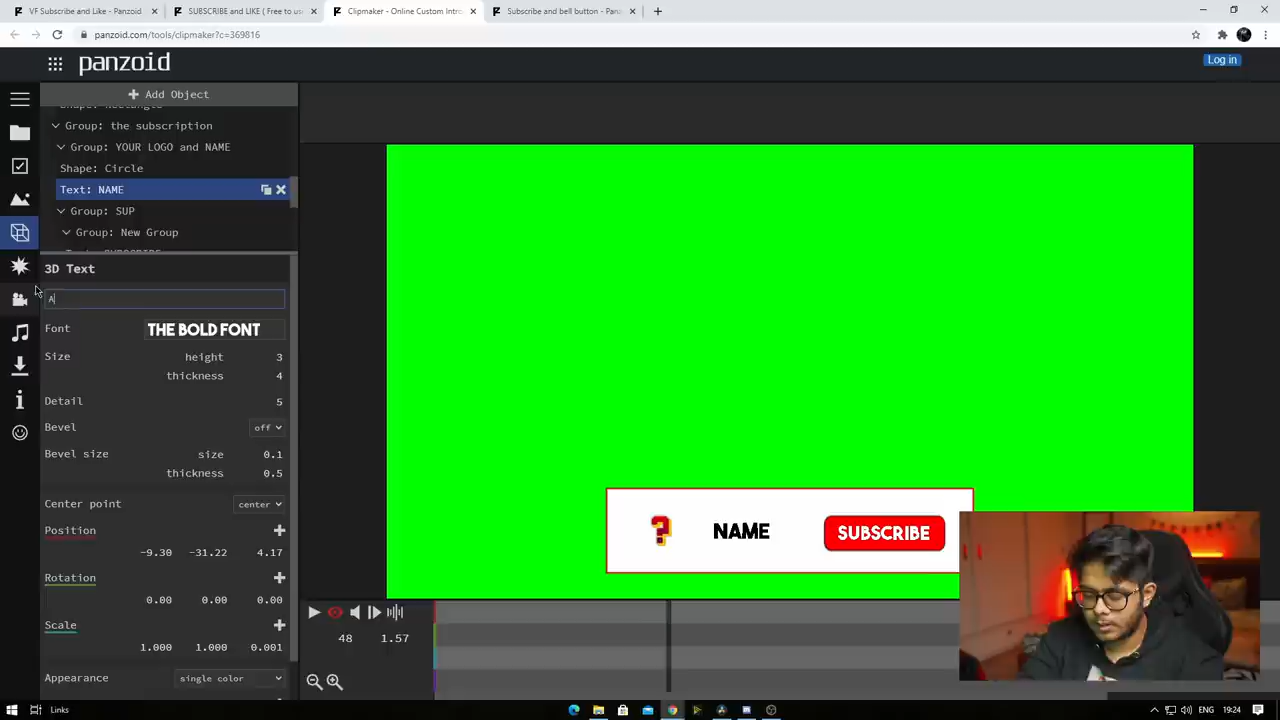 VF Subscribe and Like - Panzoid
SUBSCRIBE and LIKE ( Free to use
Clipmaker - Online Custom Intro
Subscribe and bell button - Panz
panzoid.com/tools/clipmaker?c=369816
panzoid
Log in
Add Object
Group: the subscription
Group: YOUR LOGO and NAME
Shape: Circle
Text: NAME
Group: SUP
Group: New Group
3D Text
A
Font THE BOLD FONT
Size height 3
thickness 4
Detail 5
Bevel off
Bevel size size 0.1
thickness 0.5
Center point center
Position
-9.30 -31.22 4.17
Rotation
0.00 0.00 0.00
Scale
1.000 1.000 0.001
Appearance single color
? NAME SUBSCRIBE
48 1.57
Links
ENG 19:24